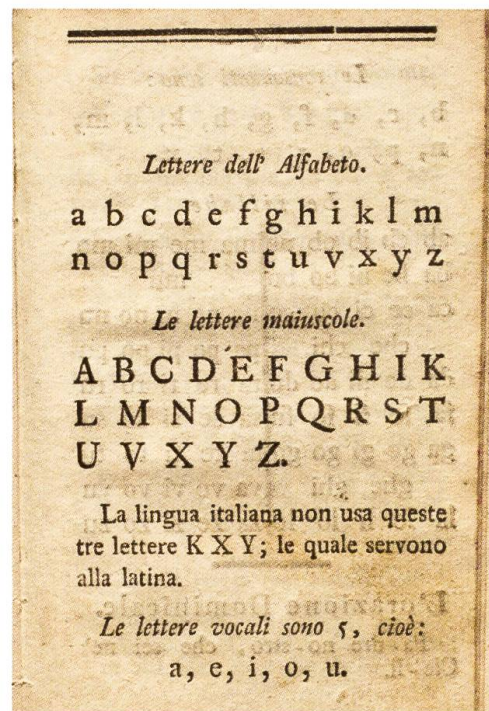 Lettere dell' Alfabeto.
a b c d e f g h i k l m
n o p q r s t u v x y z
Le lettere maiuscole.
A B C D E F G H I K
L M N O P Q R S T
U V X Y Z.
La lingua italiana non usa queste
tre lettere K X Y; le quale servono
alla latina.
Le lettere vocali sono 5, cioè:
a, e, i, o, u.